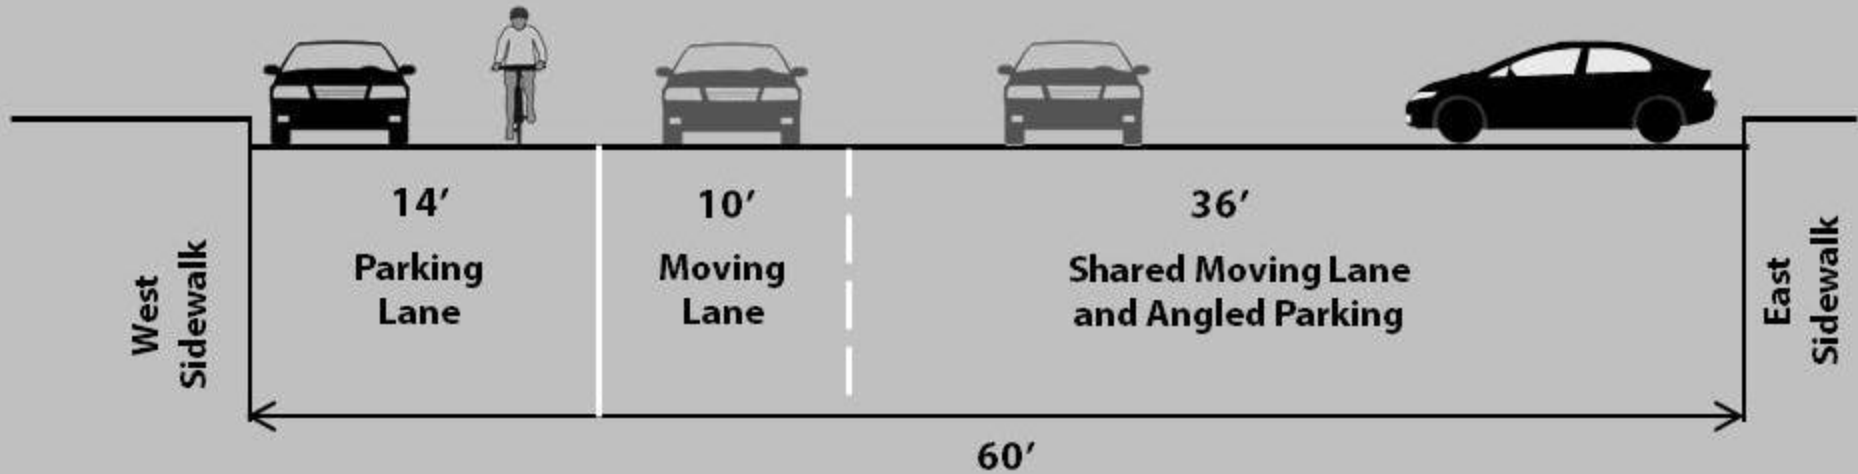 14′
Parking
Lane
10′
Moving
Lane
36′
Shared Moving Lane
and Angled Parking
West
Sidewalk
East
Sidewalk
60′